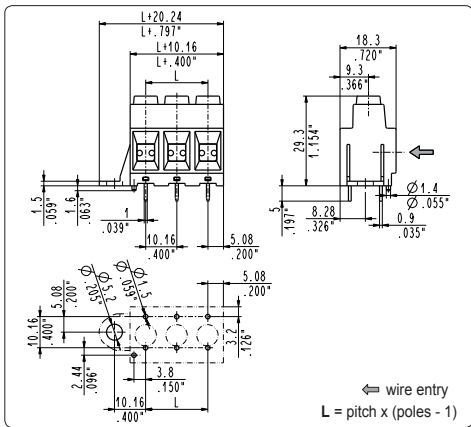 L+20.24
L+.797"
L+10.16
L+.400"
L
18.3
.720"
9.3
.366"
29.3
1.154"
1.5
.059"
1.6
.063"
1
.039"
10.16
.400"
5.08
.200"
5
.197"
8.28
.326"
Ø 1.4
Ø .055"
0.9
.035"
Ø 5.2
Ø .205"
Ø 1.5
Ø .059"
5.08
.200"
5.08
.200"
10.16
.400"
3.2
.126"
2.44
.096"
3.8
.150"
10.16
.400"
L
wire entry
L = pitch x (poles - 1)